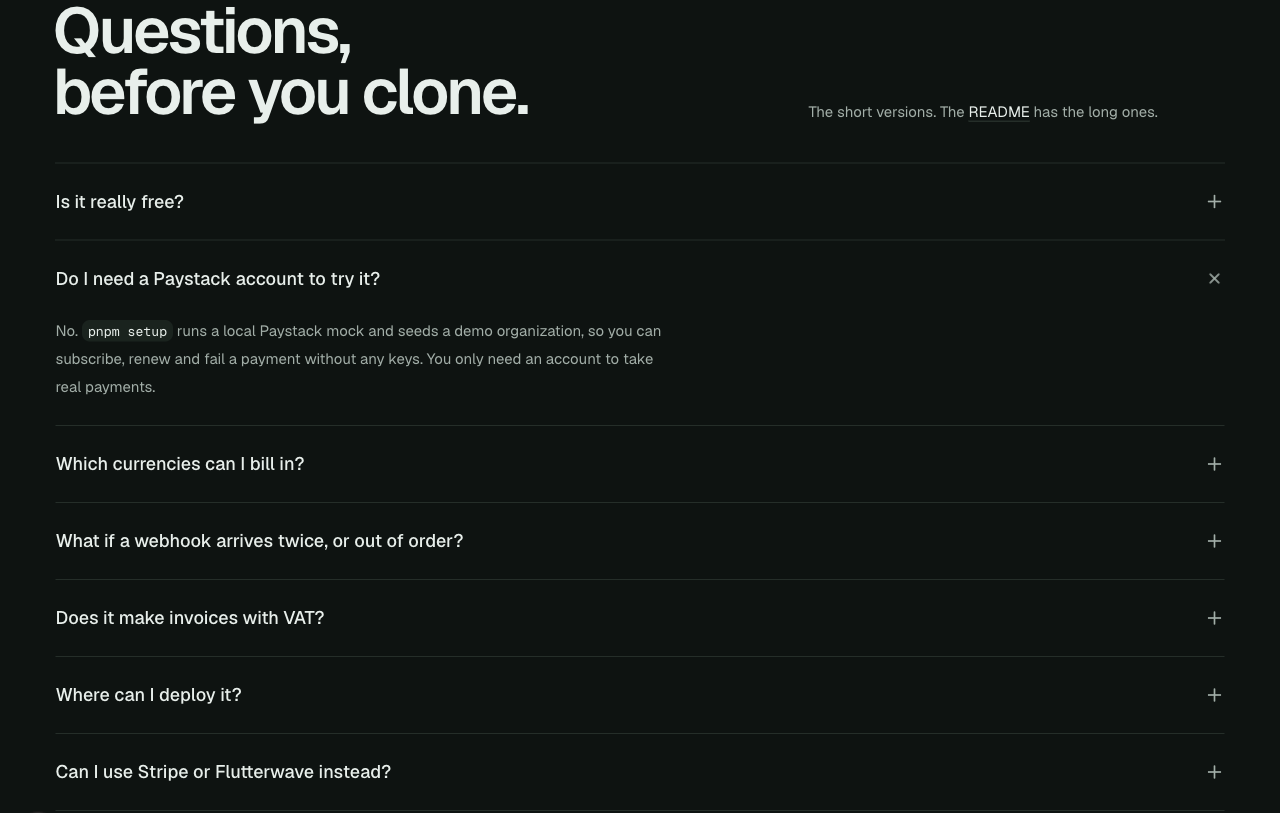 Questions,
before you clone.
The short versions. The README has the long ones.
Is it really free?
Do I need a Paystack account to try it?
No. pnpm setup runs a local Paystack mock and seeds a demo organization, so you can
subscribe, renew and fail a payment without any keys. You only need an account to take
real payments.
Which currencies can I bill in?
What if a webhook arrives twice, or out of order?
Does it make invoices with VAT?
Where can I deploy it?
Can I use Stripe or Flutterwave instead?